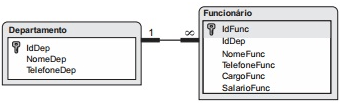 Departamento
IdDep
NomeDep
TelefoneDep
1
∞
Funcionário
IdFunc
IdDep
NomeFunc
TelefoneFunc
CargoFunc
SalarioFunc